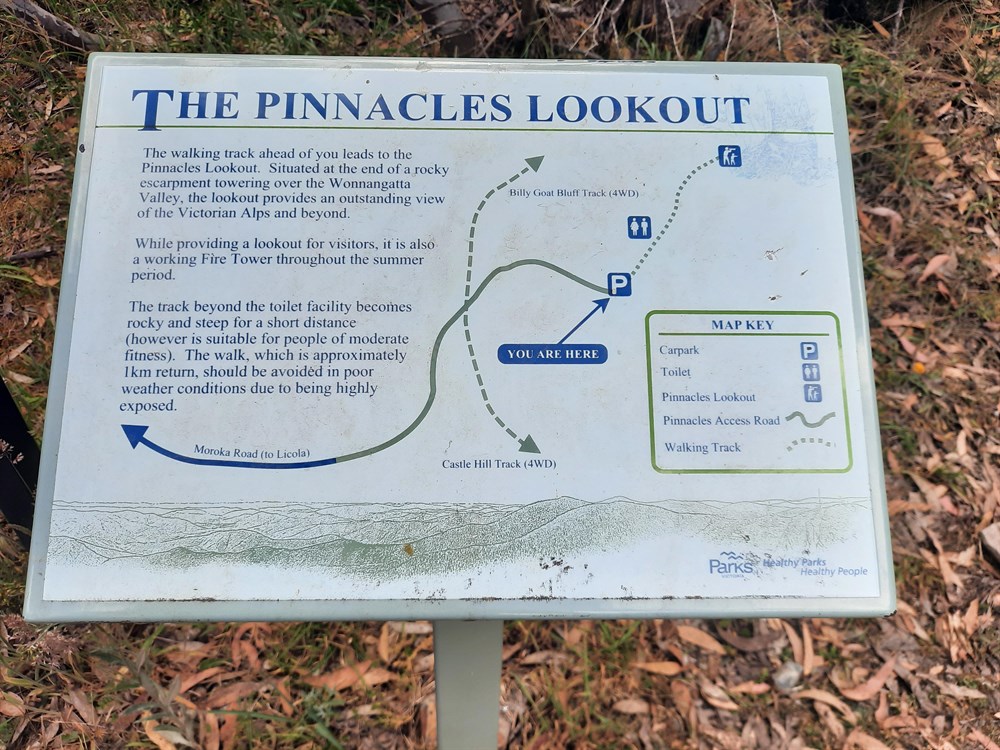 THE PINNACLES LOOKOUT
The walking track ahead of you leads to the
Pinnacles Lookout. Situated at the end of a rocky
escarpment towering over the Wonnangatta
Valley, the lookout provides an outstanding view
of the Victorian Alps and beyond.
While providing a lookout for visitors, it is also
a working Fire Tower throughout the summer
period.
The track beyond the toilet facility becomes
rocky and steep for a short distance
(however is suitable for people of moderate
fitness). The walk, which is approximately
1km return, should be avoided in poor
weather conditions due to being highly
exposed.
Billy Goat Bluff Track (4WD)
P
YOU ARE HERE
Moroka Road (to Licola)
Castle Hill Track (4WD)
MAP KEY
Carpark P
Toilet
Pinnacles Lookout
Pinnacles Access Road
Walking Track
Parks
VICTORIA
Healthy Parks
Healthy People